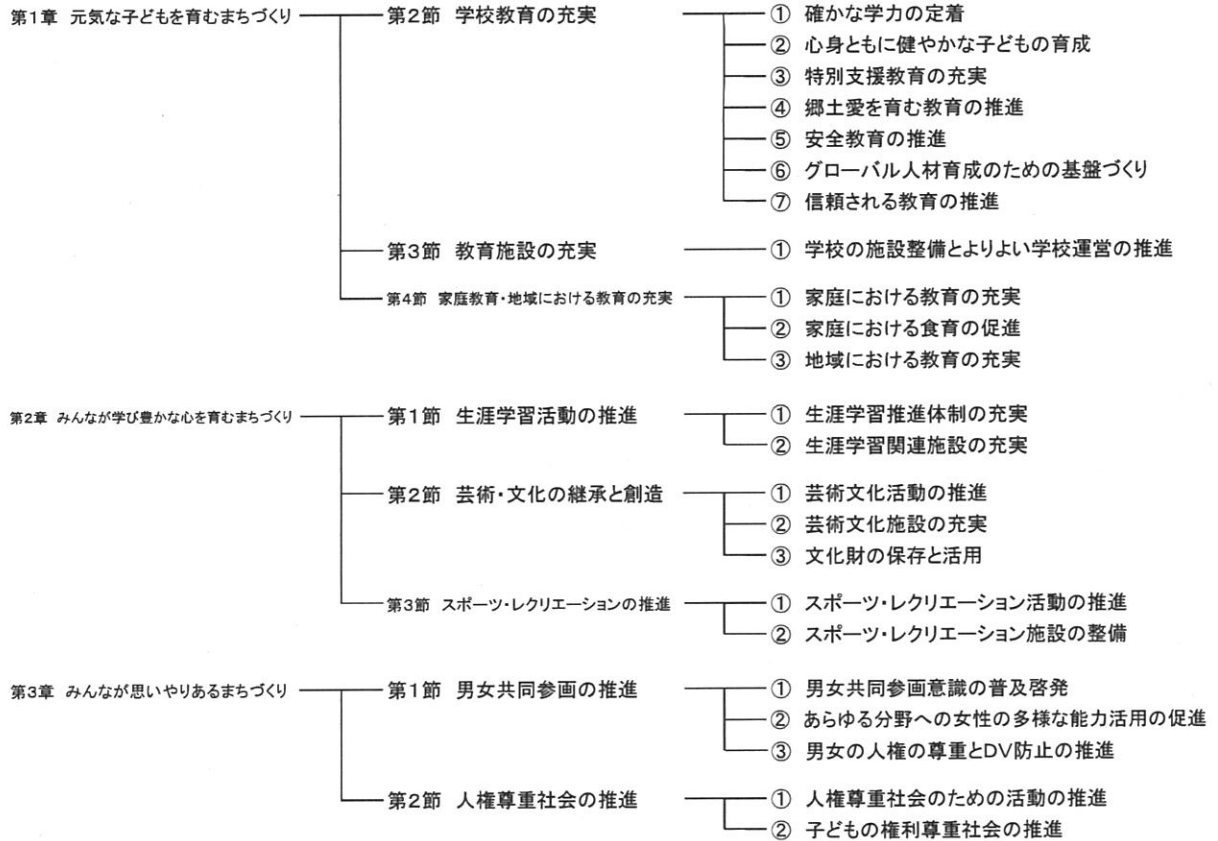 第1章 元気な子どもを育むまちづくり 第2節 学校教育の充実 ① 確かな学力の定着
② 心身ともに健やかな子どもの育成
③ 特別支援教育の充実
④ 郷土愛を育む教育の推進
⑤ 安全教育の推進
⑥ グローバル人材育成のための基盤づくり
⑦ 信頼される教育の推進
第3節 教育施設の充実 ① 学校の施設整備とよりよい学校運営の推進
第4節 家庭教育・地域における教育の充実 ① 家庭における教育の充実
② 家庭における食育の促進
③ 地域における教育の充実
第2章 みんなが学び豊かな心を育むまちづくり 第1節 生涯学習活動の推進 ① 生涯学習推進体制の充実
② 生涯学習関連施設の充実
第2節 芸術・文化の継承と創造 ① 芸術文化活動の推進
② 芸術文化施設の充実
③ 文化財の保存と活用
第3節 スポーツ・レクリエーションの推進 ① スポーツ・レクリエーション活動の推進
② スポーツ・レクリエーション施設の整備
第3章 みんなが思いやりあるまちづくり 第1節 男女共同参画の推進 ① 男女共同参画意識の普及啓発
② あらゆる分野への女性の多様な能力活用の促進
③ 男女の人権の尊重とDV防止の推進
第2節 人権尊重社会の推進 ① 人権尊重社会のための活動の推進
② 子どもの権利尊重社会の推進